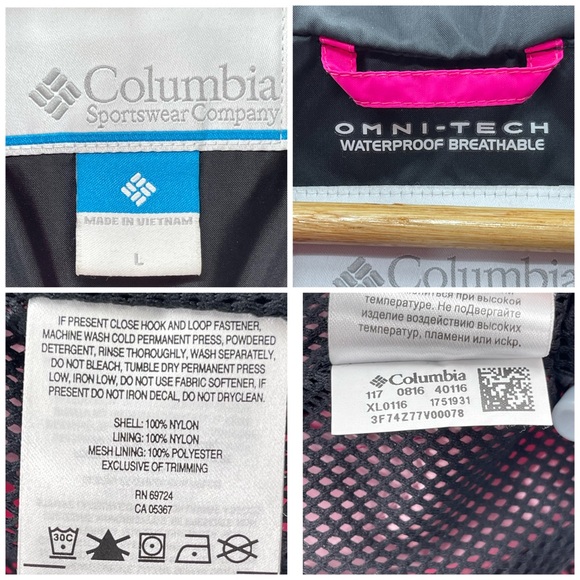 Columbia
Sportswear Company
MADE IN VIETNAM
L
OMNI-TECH
WATERPROOF BREATHABLE
Columbia
IF PRESENT CLOSE HOOK AND LOOP FASTENER,
MACHINE WASH COLD PERMANENT PRESS, POWDERED
DETERGENT, RINSE THOROUGHLY, WASH SEPARATELY,
DO NOT BLEACH, TUMBLE DRY PERMANENT PRESS
LOW, IRON LOW, DO NOT USE FABRIC SOFTENER. IF
PRESENT DO NOT IRON DECAL, DO NOT DRYCLEAN.
SHELL: 100% NYLON
LINING: 100% NYLON
MESH LINING: 100% POLYESTER
EXCLUSIVE OF TRIMMING
RN 69724
CA 05367
30C
при высокой
температуре. Не подвергайте
изделие воздействию высоких
температур, пламени или искр.
Columbia
117 0816 40116
XL0116 1751931
3F74Z77V00078